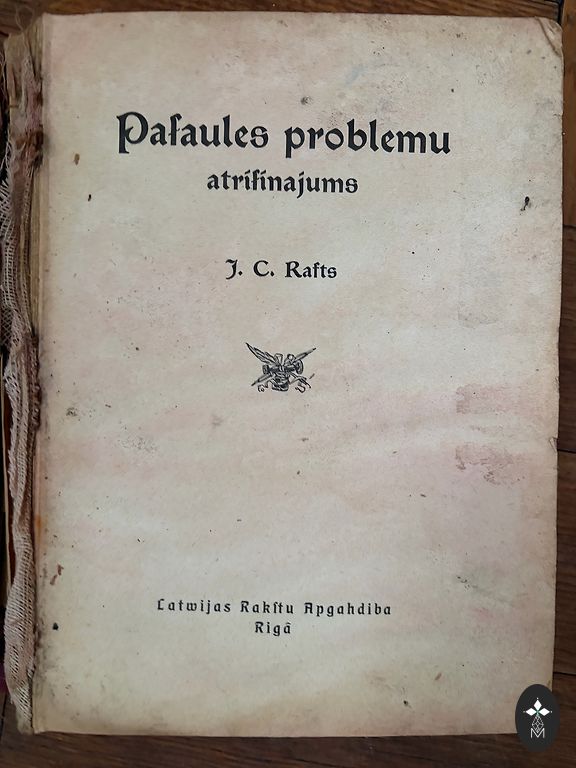 Paſaules problemu
atriſinajums
J. C. Rafts
Latwijas Rakſtu Apgahdiba
Rigâ
M